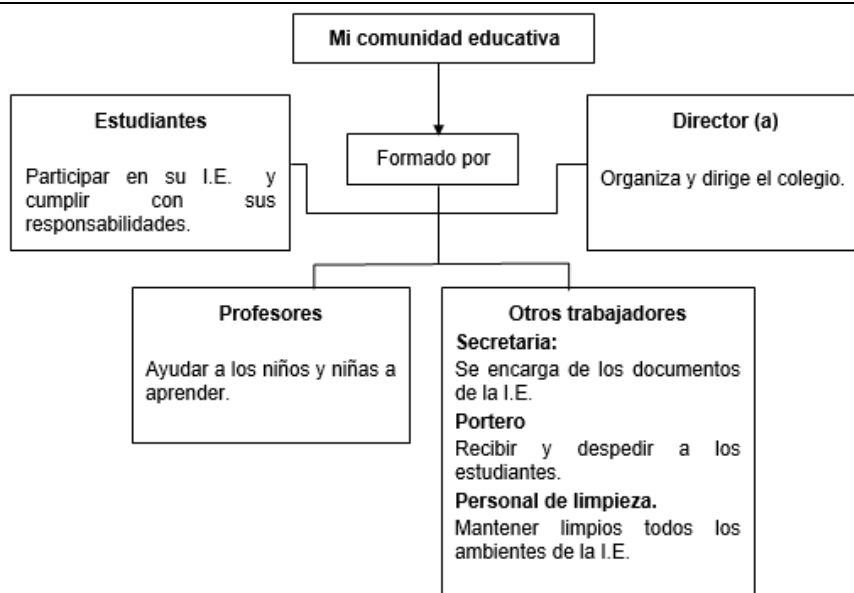 Mi comunidad educativa
Estudiantes
Participar en su I.E. y
cumplir con sus
responsabilidades.
Formado por
Director (a)
Organiza y dirige el colegio.
Profesores
Ayudar a los niños y niñas a
aprender.
Otros trabajadores
Secretaria:
Se encarga de los documentos
de la I.E.
Portero
Recibir y despedir a los
estudiantes.
Personal de limpieza.
Mantener limpios todos los
ambientes de la I.E.